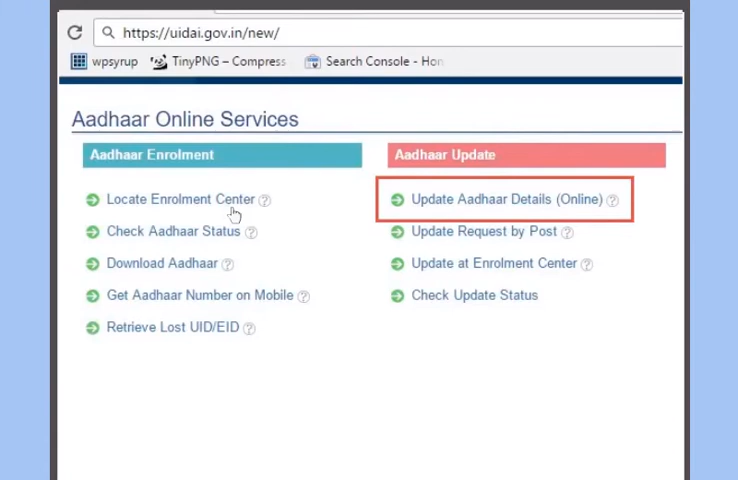 https://uidai.gov.in/new/
wpsyrup TinyPNG – Compress Search Console - Hon
Aadhaar Online Services
Aadhaar Enrolment
Locate Enrolment Center ?
Check Aadhaar Status ?
Download Aadhaar ?
Get Aadhaar Number on Mobile ?
Retrieve Lost UID/EID ?
Aadhaar Update
Update Aadhaar Details (Online) ?
Update Request by Post ?
Update at Enrolment Center ?
Check Update Status